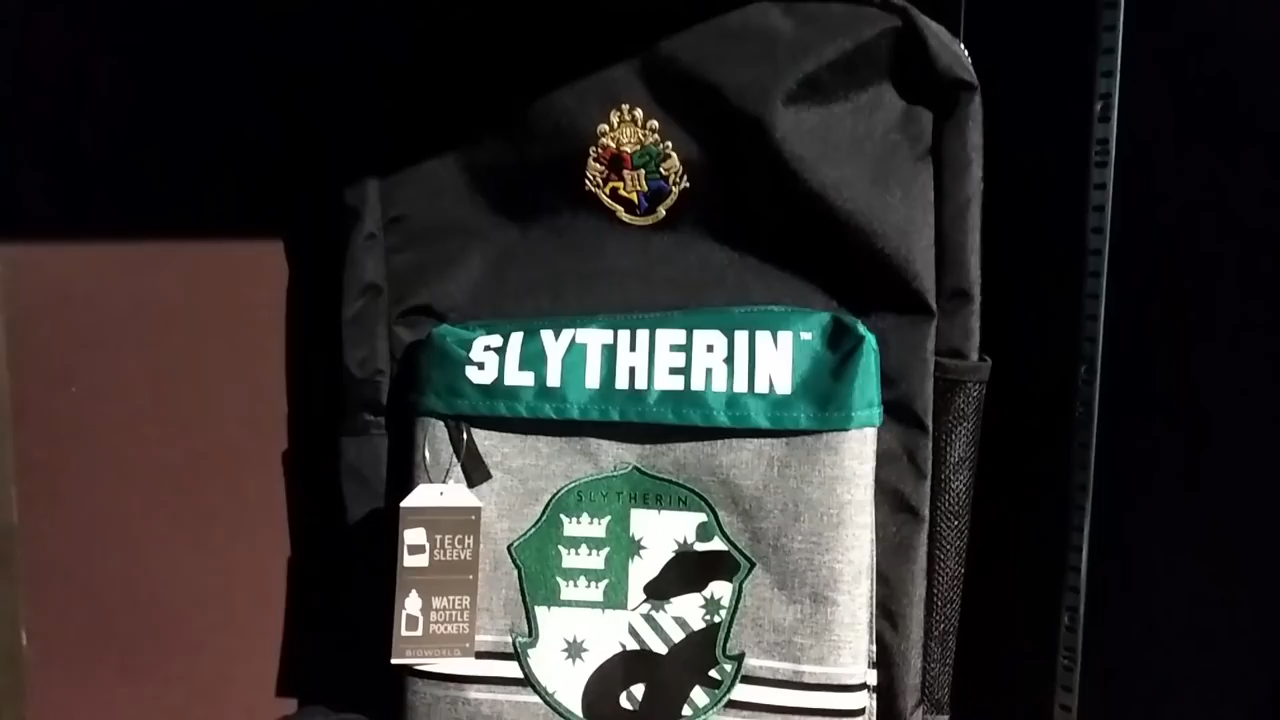 SLYTHERIN™
SLYTHERIN
TECH
SLEEVE
WATER
BOTTLE
POCKETS
BIOWORLD